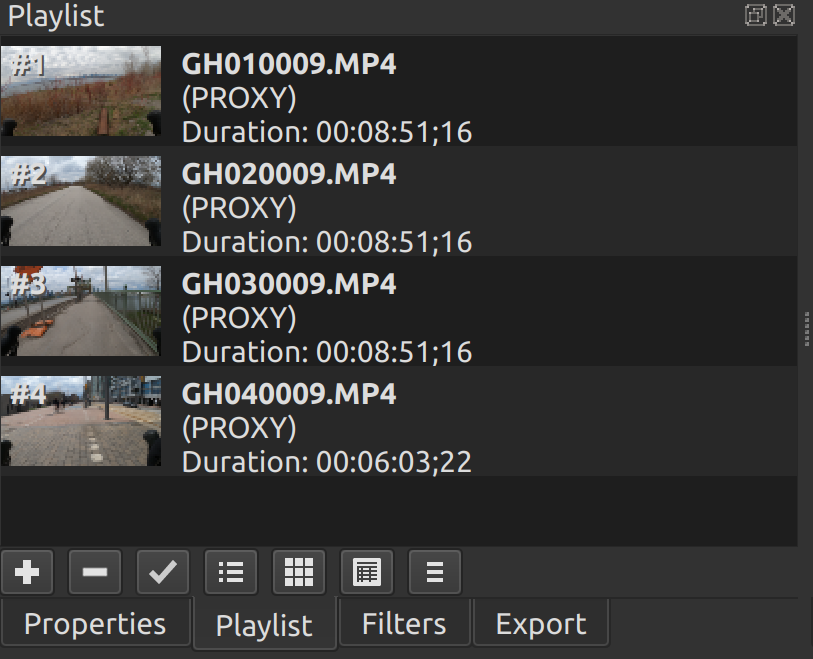 Playlist
#1
GH010009.MP4
(PROXY)
Duration: 00:08:51;16
#2
GH020009.MP4
(PROXY)
Duration: 00:08:51;16
#3
GH030009.MP4
(PROXY)
Duration: 00:08:51;16
#4
GH040009.MP4
(PROXY)
Duration: 00:06:03;22
Properties Playlist Filters Export